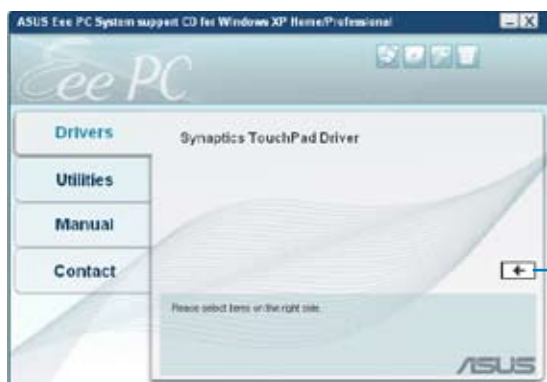 ASUS Eee PC System support CD for Windows XP Home/Professional
Eee PC
Drivers
Synaptics TouchPad Driver
Utilities
Manual
Contact
Please select items on the right side.
ASUS